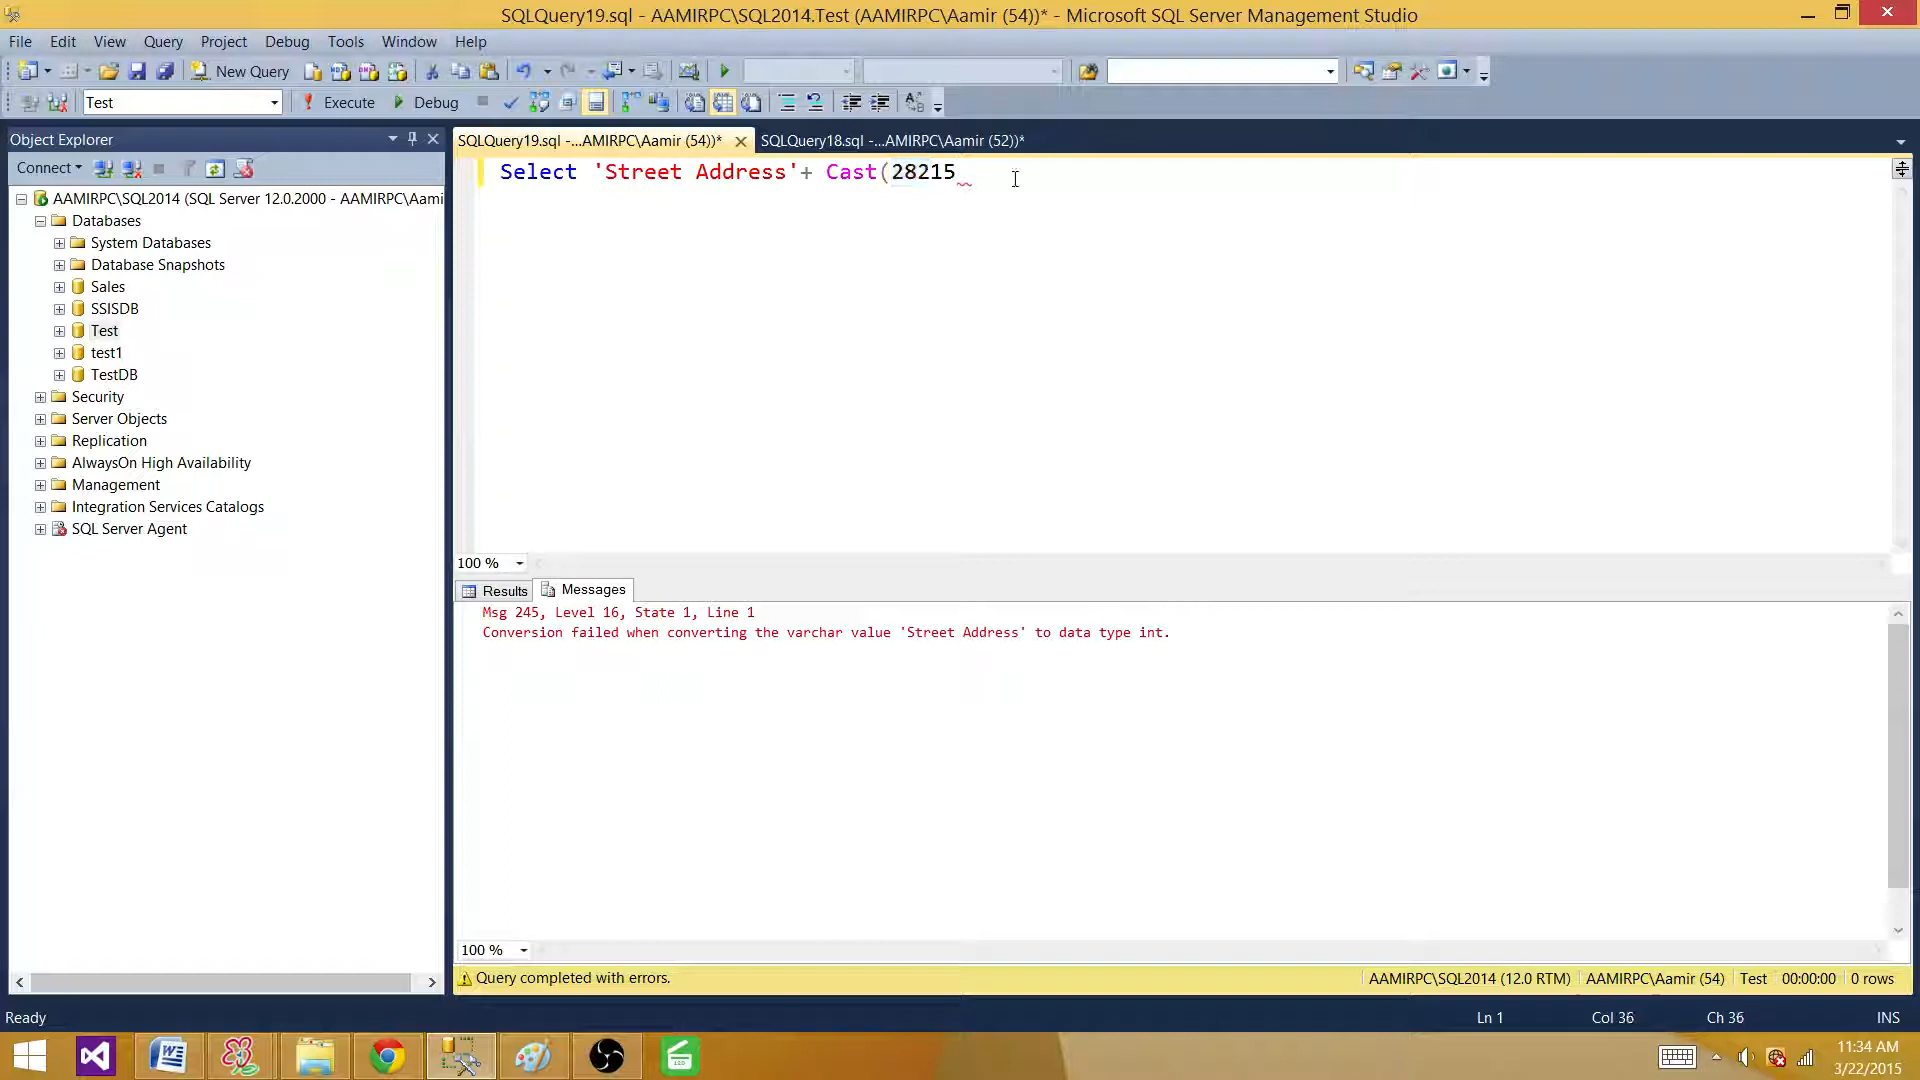 SQLQuery19.sql - AAMIRPC\SQL2014.Test (AAMIRPC\Aamir (54))* - Microsoft SQL Server Management Studio
File Edit View Query Project Debug Tools Window Help
New Query
Test Execute Debug
Object Explorer
SQLQuery19.sql -...AMIRPC\Aamir (54))* SQLQuery18.sql -...AMIRPC\Aamir (52))*
Connect
Select 'Street Address'+ Cast(28215
AAMIRPC\SQL2014 (SQL Server 12.0.2000 - AAMIRPC\Aami
Databases
System Databases
Database Snapshots
Sales
SSISDB
Test
test1
TestDB
Security
Server Objects
Replication
AlwaysOn High Availability
Management
Integration Services Catalogs
SQL Server Agent
100 %
Results Messages
Msg 245, Level 16, State 1, Line 1
Conversion failed when converting the varchar value 'Street Address' to data type int.
100 %
Query completed with errors. AAMIRPC\SQL2014 (12.0 RTM) AAMIRPC\Aamir (54) Test 00:00:00 0 rows
Ready Ln 1 Col 36 Ch 36 INS
11:34 AM
3/22/2015